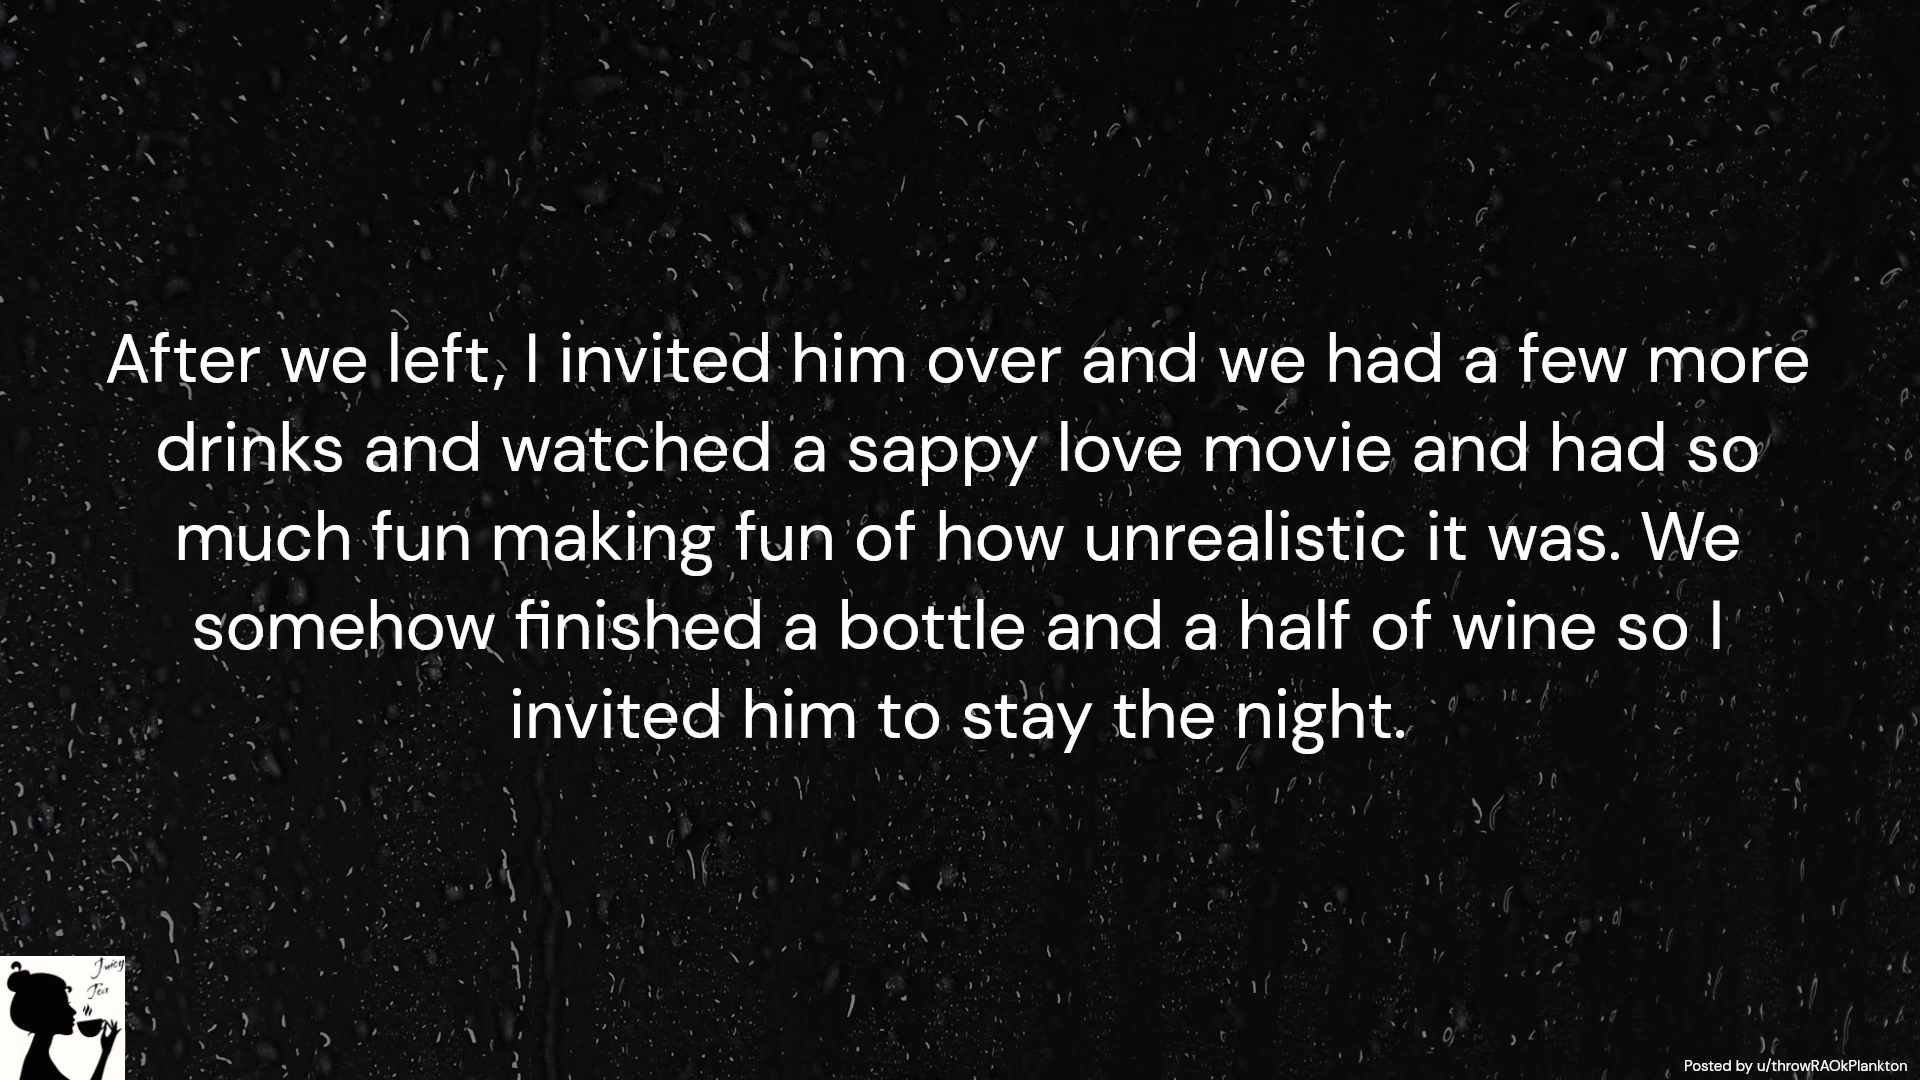 After we left, I invited him over and we had a few more
drinks and watched a sappy love movie and had so
much fun making fun of how unrealistic it was. We
somehow finished a bottle and a half of wine so I
invited him to stay the night.
Juicy
Tea
Posted by u/throwRAOkPlankton